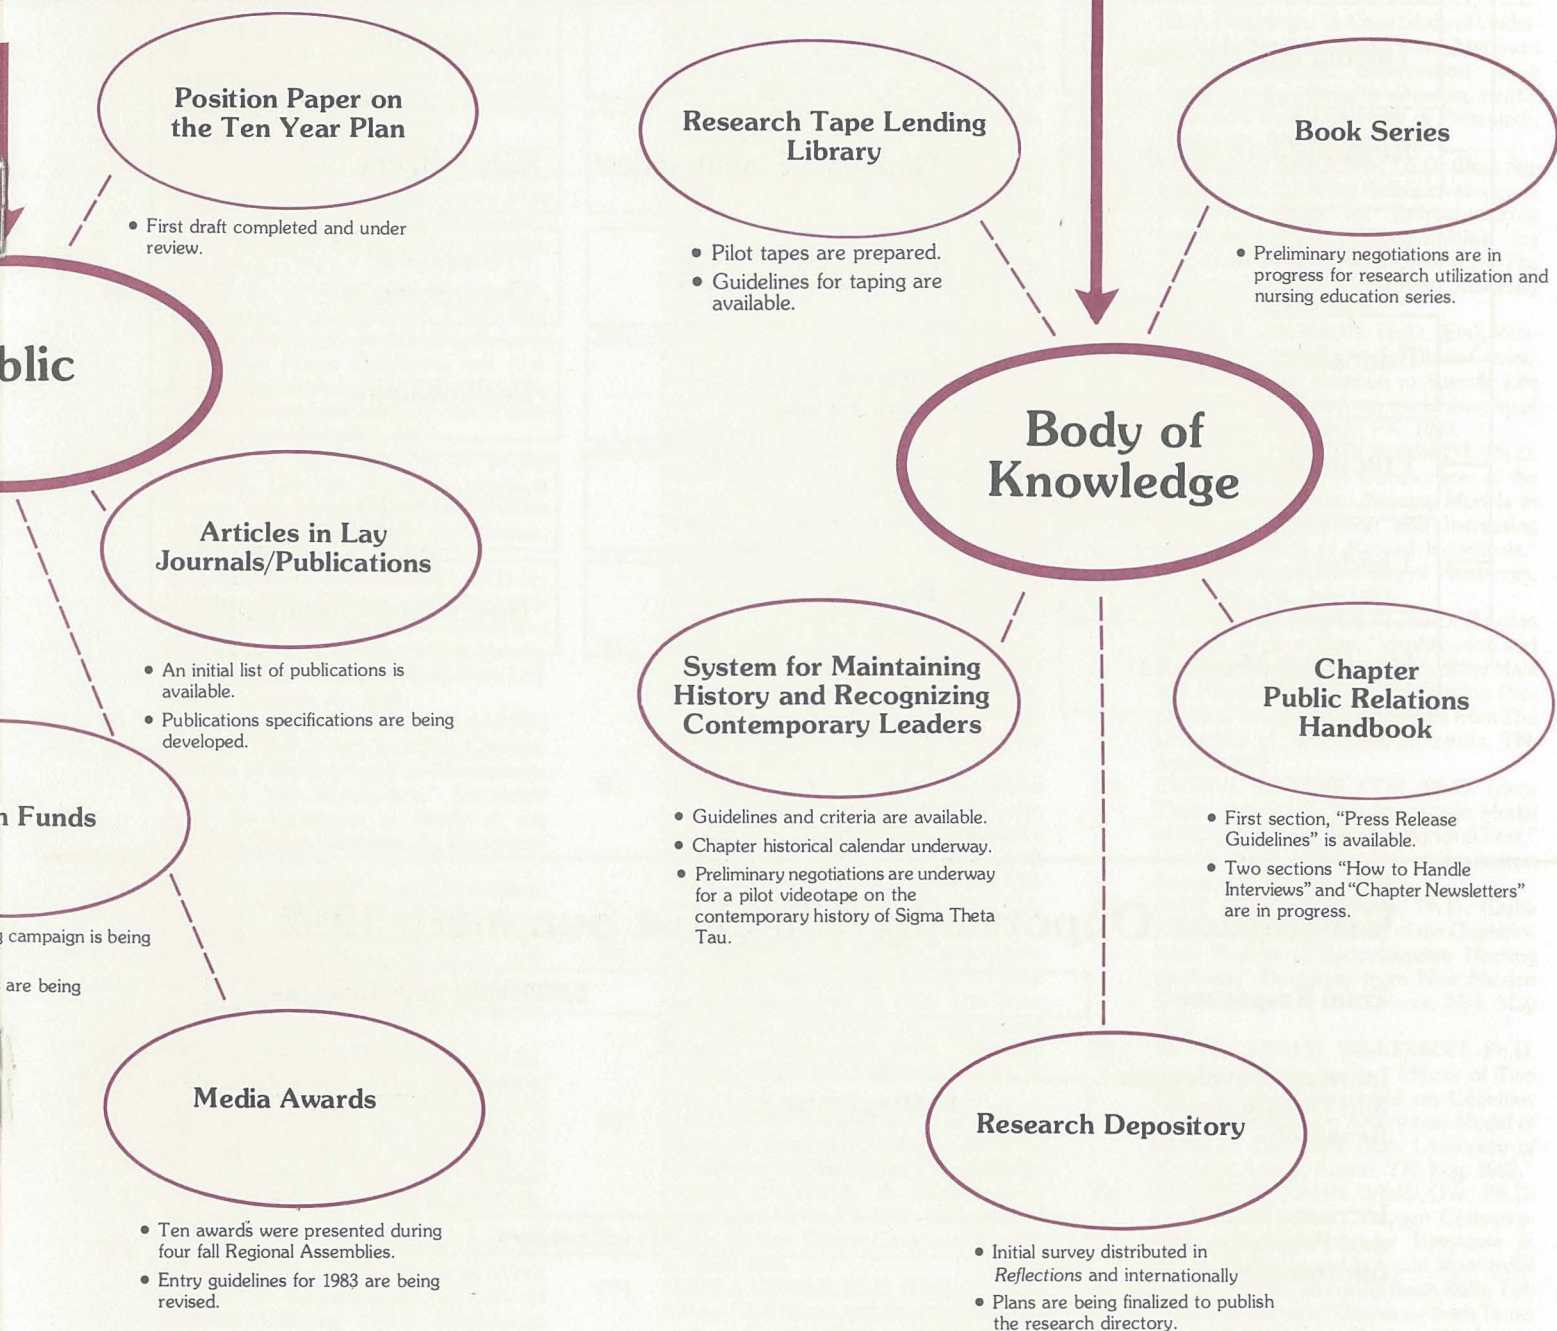 Position Paper on
the Ten Year Plan
• First draft completed and under
review.
blic
Articles in Lay
Journals/Publications
• An initial list of publications is
available.
• Publications specifications are being
developed.
Funds
campaign is being
are being
Media Awards
• Ten awards were presented during
four fall Regional Assemblies.
• Entry guidelines for 1983 are being
revised.
Research Tape Lending
Library
• Pilot tapes are prepared.
• Guidelines for taping are
available.
Book Series
• Preliminary negotiations are in
progress for research utilization and
nursing education series.
Body of
Knowledge
System for Maintaining
History and Recognizing
Contemporary Leaders
• Guidelines and criteria are available.
• Chapter historical calendar underway.
• Preliminary negotiations are underway
for a pilot videotape on the
contemporary history of Sigma Theta
Tau.
Chapter
Public Relations
Handbook
• First section, “Press Release
Guidelines” is available.
• Two sections “How to Handle
Interviews” and “Chapter Newsletters”
are in progress.
Research Depository
• Initial survey distributed in
Reflections and internationally
• Plans are being finalized to publish
the research directory.